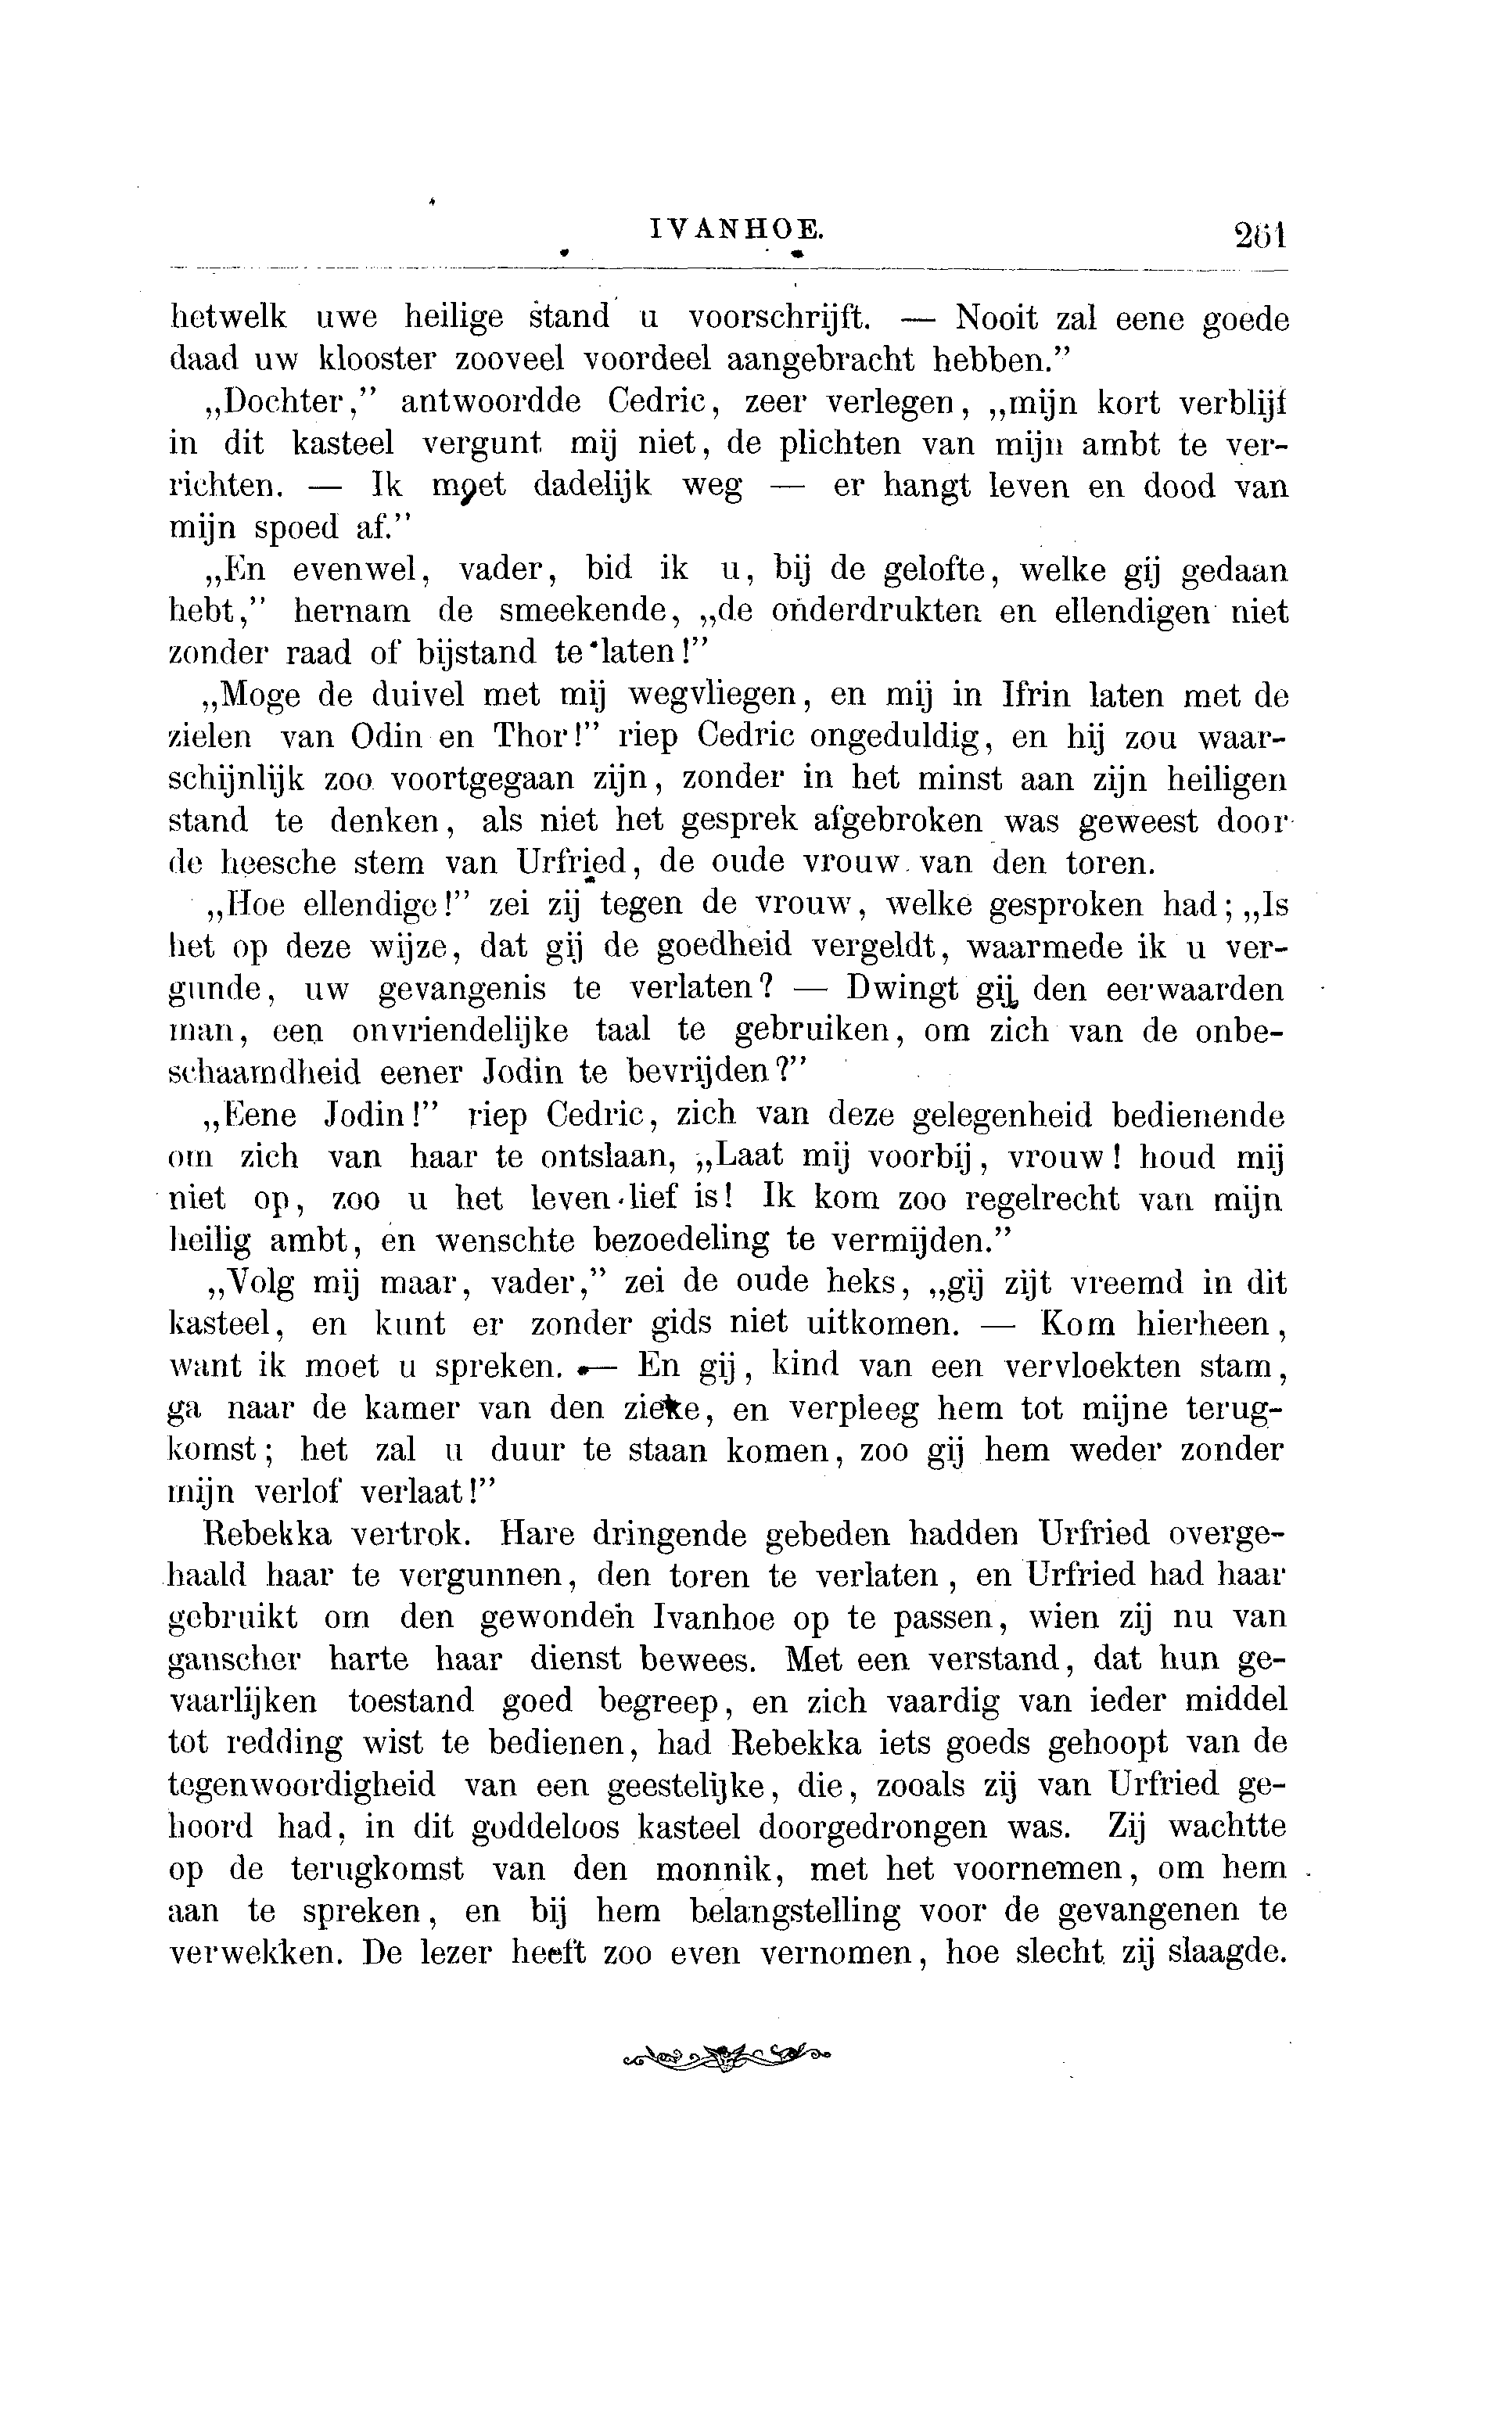 IVANHOE. 261
hetwelk uwe heilige stand u voorschrijft. — Nooit zal eene goede
daad uw klooster zooveel voordeel aangebracht hebben."
„Dochter," antwoordde Cedric, zeer verlegen, „mijn kort verblijf
in dit kasteel vergunt mij niet, de plichten van mijn ambt te ver-
richten. — Ik moet dadelijk weg — er hangt leven en dood van
mijn spoed af."
„En evenwel, vader, bid ik u, bij de gelofte, welke gij gedaan
hebt," hernam de smeekende, „de onderdrukten en ellendigen niet
zonder raad of bijstand te laten!"
„Moge de duivel met mij wegvliegen, en mij in Ifrin laten met de
zielen van Odin en Thor!" riep Cedric ongeduldig, en hij zou waar-
schijnlijk zoo voortgegaan zijn, zonder in het minst aan zijn heiligen
stand te denken, als niet het gesprek afgebroken was geweest door
de heesche stem van Urfried, de oude vrouw van den toren.
„Hoe ellendige!" zei zij tegen de vrouw, welke gesproken had; „Is
het op deze wijze, dat gij de goedheid vergeldt, waarmede ik u ver-
gunde, uw gevangenis te verlaten? — Dwingt gij den eerwaarden
man, een onvriendelijke taal te gebruiken, om zich van de onbe-
schaamdheid eener Jodin te bevrijden?"
„Eene Jodin!" riep Cedric, zich van deze gelegenheid bedienende
om zich van haar te ontslaan, „Laat mij voorbij, vrouw! houd mij
niet op, zoo u het leven lief is! Ik kom zoo regelrecht van mijn
heilig ambt, en wenschte bezoedeling te vermijden."
„Volg mij maar, vader," zei de oude heks, „gij zijt vreemd in dit
kasteel, en kunt er zonder gids niet uitkomen. — Kom hierheen,
want ik moet u spreken. — En gij, kind van een vervloekten stam,
ga naar de kamer van den zieke, en verpleeg hem tot mijne terug-
komst; het zal u duur te staan komen, zoo gij hem weder zonder
mijn verlof verlaat!"
Rebekka vertrok. Hare dringende gebeden hadden Urfried overge-
haald haar te vergunnen, den toren te verlaten, en Urfried had haar
gebruikt om den gewonden Ivanhoe op te passen, wien zij nu van
ganscher harte haar dienst bewees. Met een verstand, dat hun ge-
vaarlijken toestand goed begreep, en zich vaardig van ieder middel
tot redding wist te bedienen, had Rebekka iets goeds gehoopt van de
tegenwoordigheid van een geestelijke, die, zooals zij van Urfried ge-
hoord had, in dit goddeloos kasteel doorgedrongen was. Zij wachtte
op de terugkomst van den monnik, met het voornemen, om hem
aan te spreken, en bij hem belangstelling voor de gevangenen te
verwekken. De lezer heeft zoo even vernomen, hoe slecht zij slaagde.